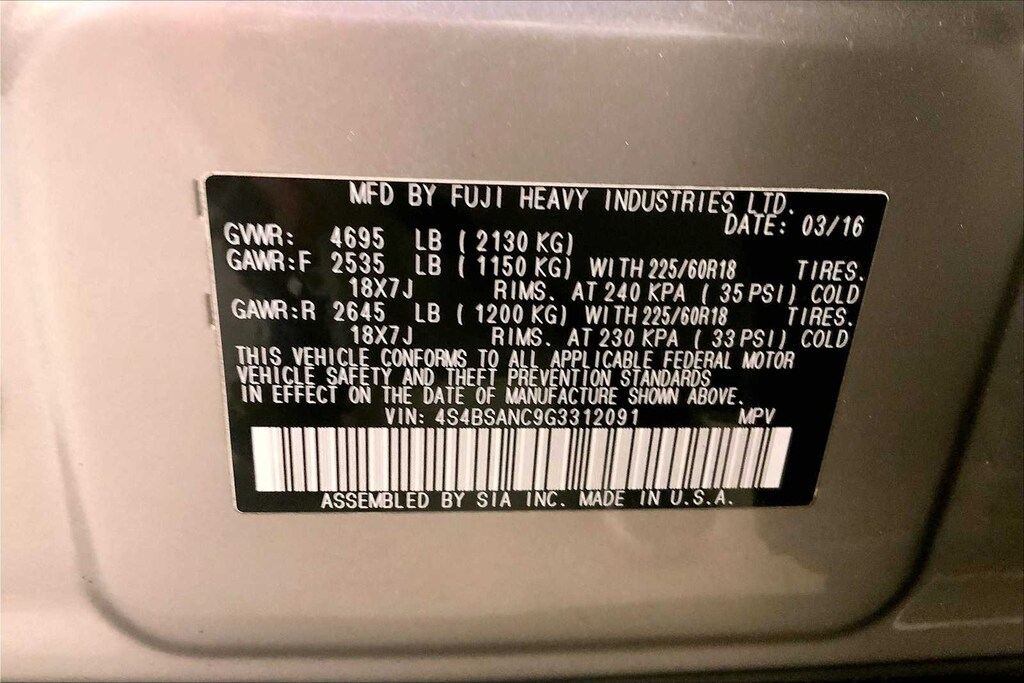 MFD BY FUJI HEAVY INDUSTRIES LTD.
DATE: 03/16
GVWR: 4695 LB ( 2130 KG)
GAWR:F 2535 LB ( 1150 KG) WITH 225/60R18 TIRES.
18X7J RIMS. AT 240 KPA ( 35 PSI) COLD
GAWR:R 2645 LB ( 1200 KG) WITH 225/60R18 TIRES.
18X7J RIMS. AT 230 KPA ( 33 PSI) COLD
THIS VEHICLE CONFORMS TO ALL APPLICABLE FEDERAL MOTOR
VEHICLE SAFETY AND THEFT PREVENTION STANDARDS
IN EFFECT ON THE DATE OF MANUFACTURE SHOWN ABOVE.
VIN: 4S4BSANC9G3312091 MPV
ASSEMBLED BY SIA INC. MADE IN U.S.A.